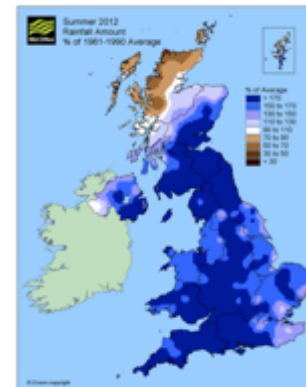 Summer 2012
Rainfall Amount
% of 1961-1990 Average
% of Average
> 170
150 to 170
130 to 150
110 to 130
90 to 110
70 to 90
50 to 70
30 to 50
< 30
© Crown copyright